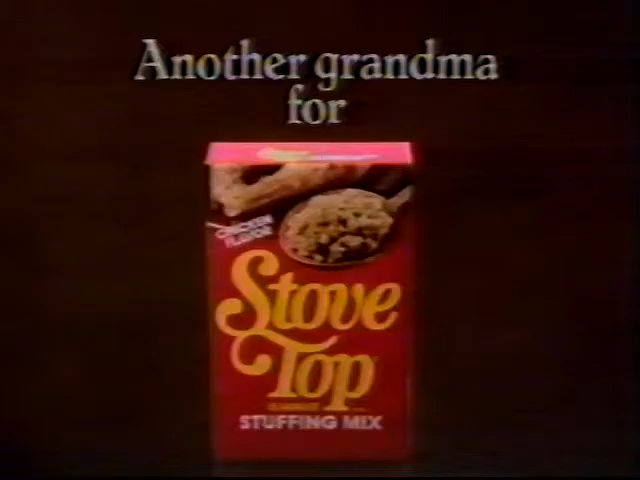 Another grandma
for
CHICKEN
FLAVOR
Stove
Top
STUFFING MIX